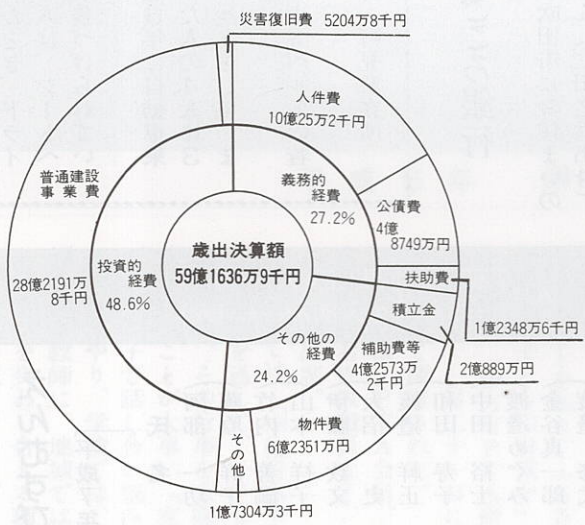 災害復旧費 5204万8千円
人件費
10億25万2千円
普通建設
事業費
義務的
経費
27.2%
公債費
4億
8749万円
歳出決算額
59億1636万9千円
28億2191万
8千円
投資的
経費
48.6%
扶助費
1億2348万6千円
積立金
2億889万円
その他の
経費
24.2%
補助費等
4億2573万
2千円
物件費
6億2351万円
その他
1億7304万3千円